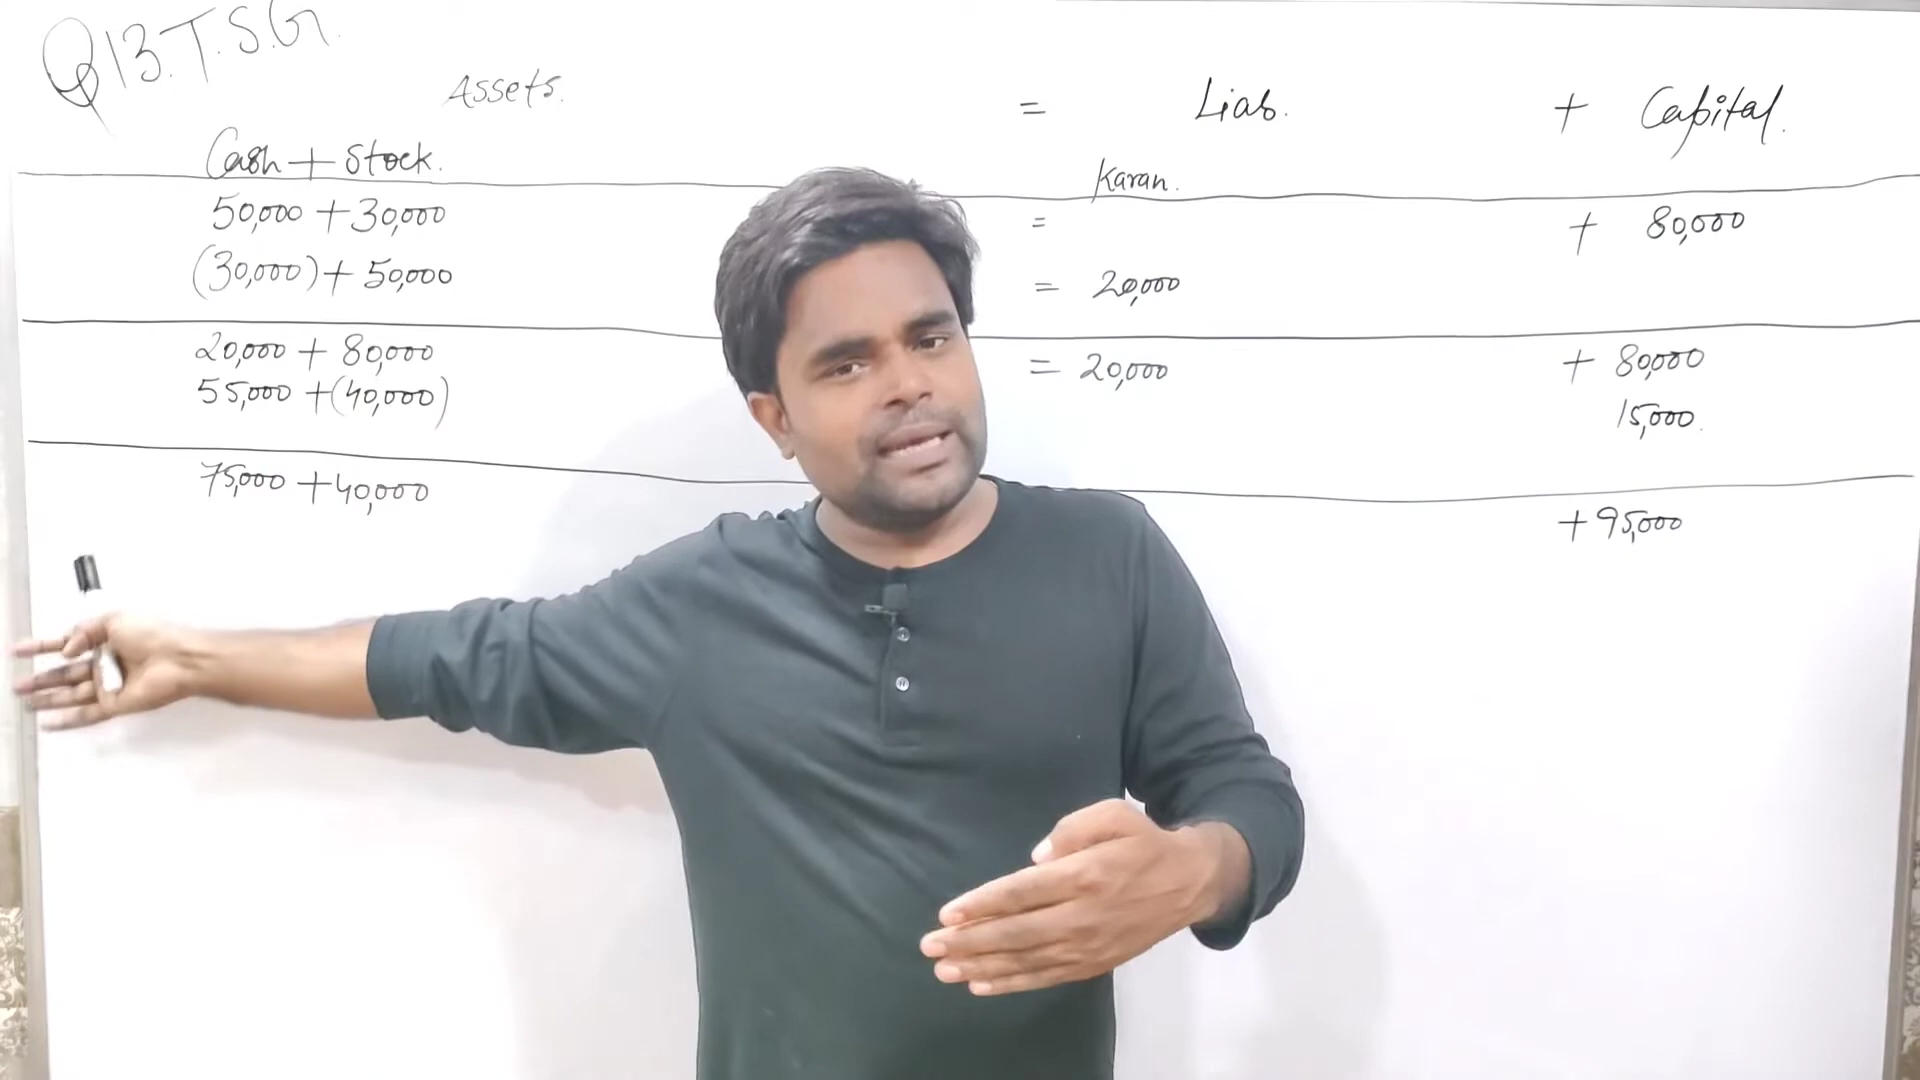 Q13. T.S.G.
Assets. = Liab. + Capital.
Cash + Stock. Karan.
50,000 + 30,000 = + 80,000
(30,000) + 50,000 = 20,000
20,000 + 80,000 = 20,000 + 80,000
55,000 + (40,000) 15,000.
75,000 + 40,000 + 95,000